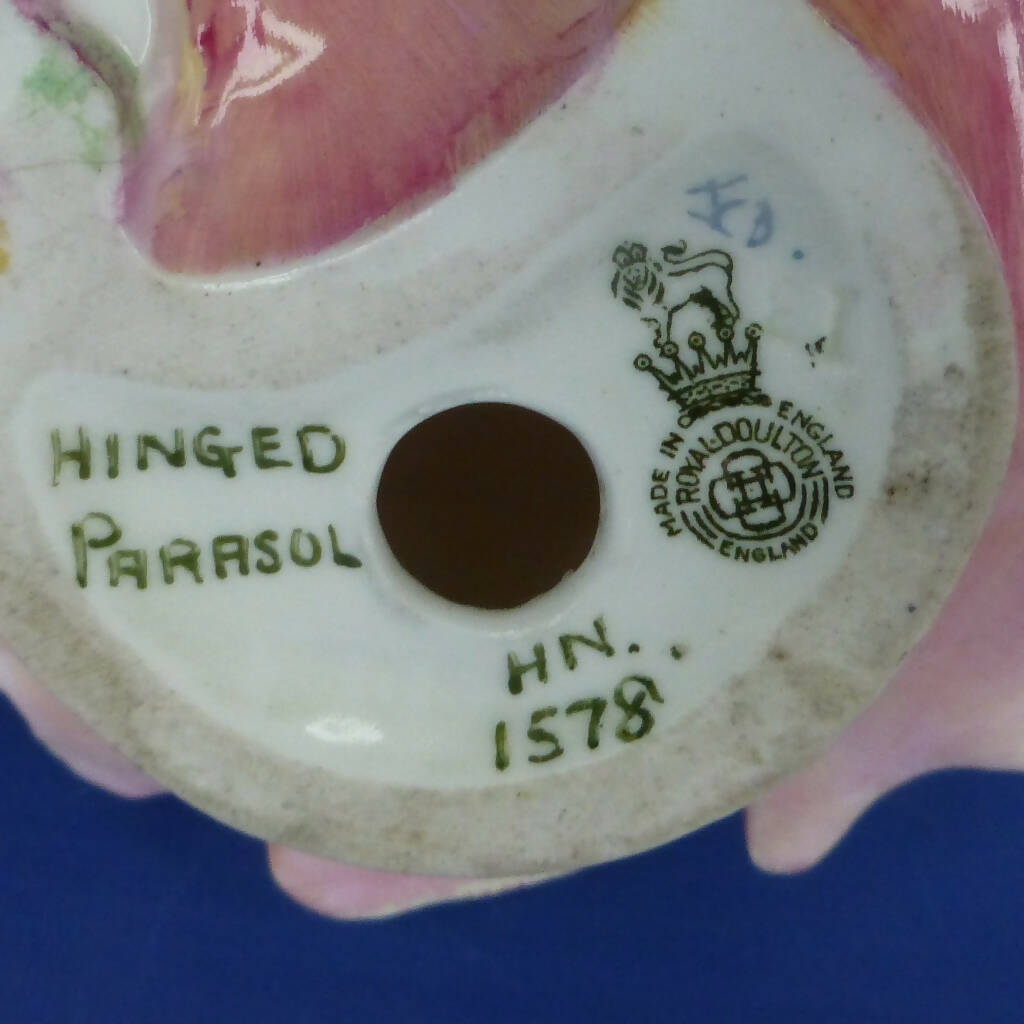 HINGED
PARASOL
HN..
1578
MADE IN ENGLAND
ROYAL DOULTON
ENGLAND